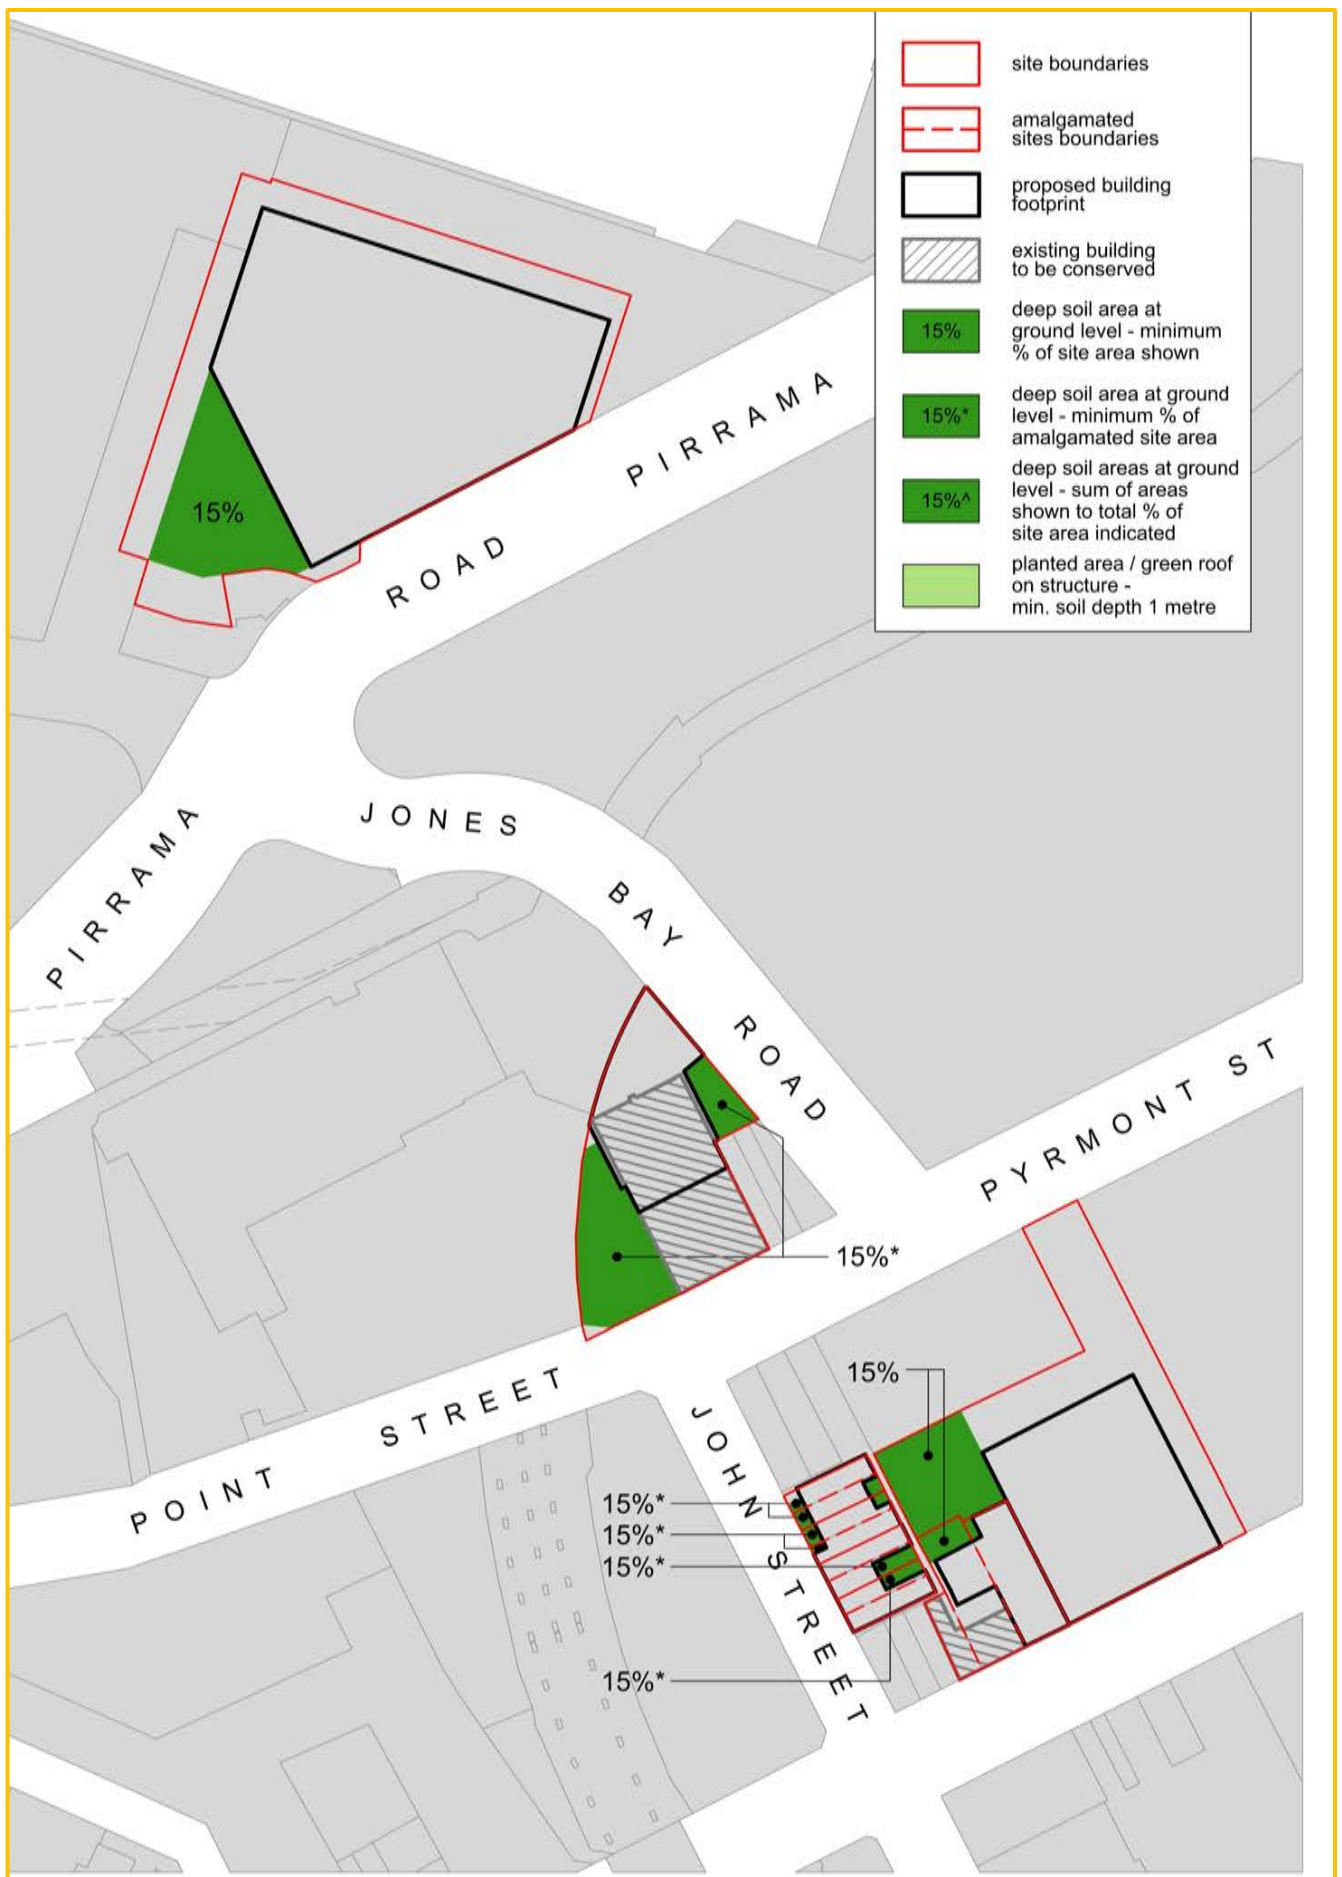 site boundaries
amalgamated
sites boundaries
proposed building
footprint
existing building
to be conserved
15%
deep soil area at
ground level - minimum
% of site area shown
15%*
deep soil area at ground
level - minimum % of
amalgamated site area
15%^
deep soil areas at ground
level - sum of areas
shown to total % of
site area indicated
planted area / green roof
on structure -
min. soil depth 1 metre
PIRRAMA
ROAD
15%
PIRRAMA
JONES
BAY
ROAD
PYRMONT ST
15%*
POINT STREET
15%
JOHN STREET
15%*
15%*
15%*
15%*